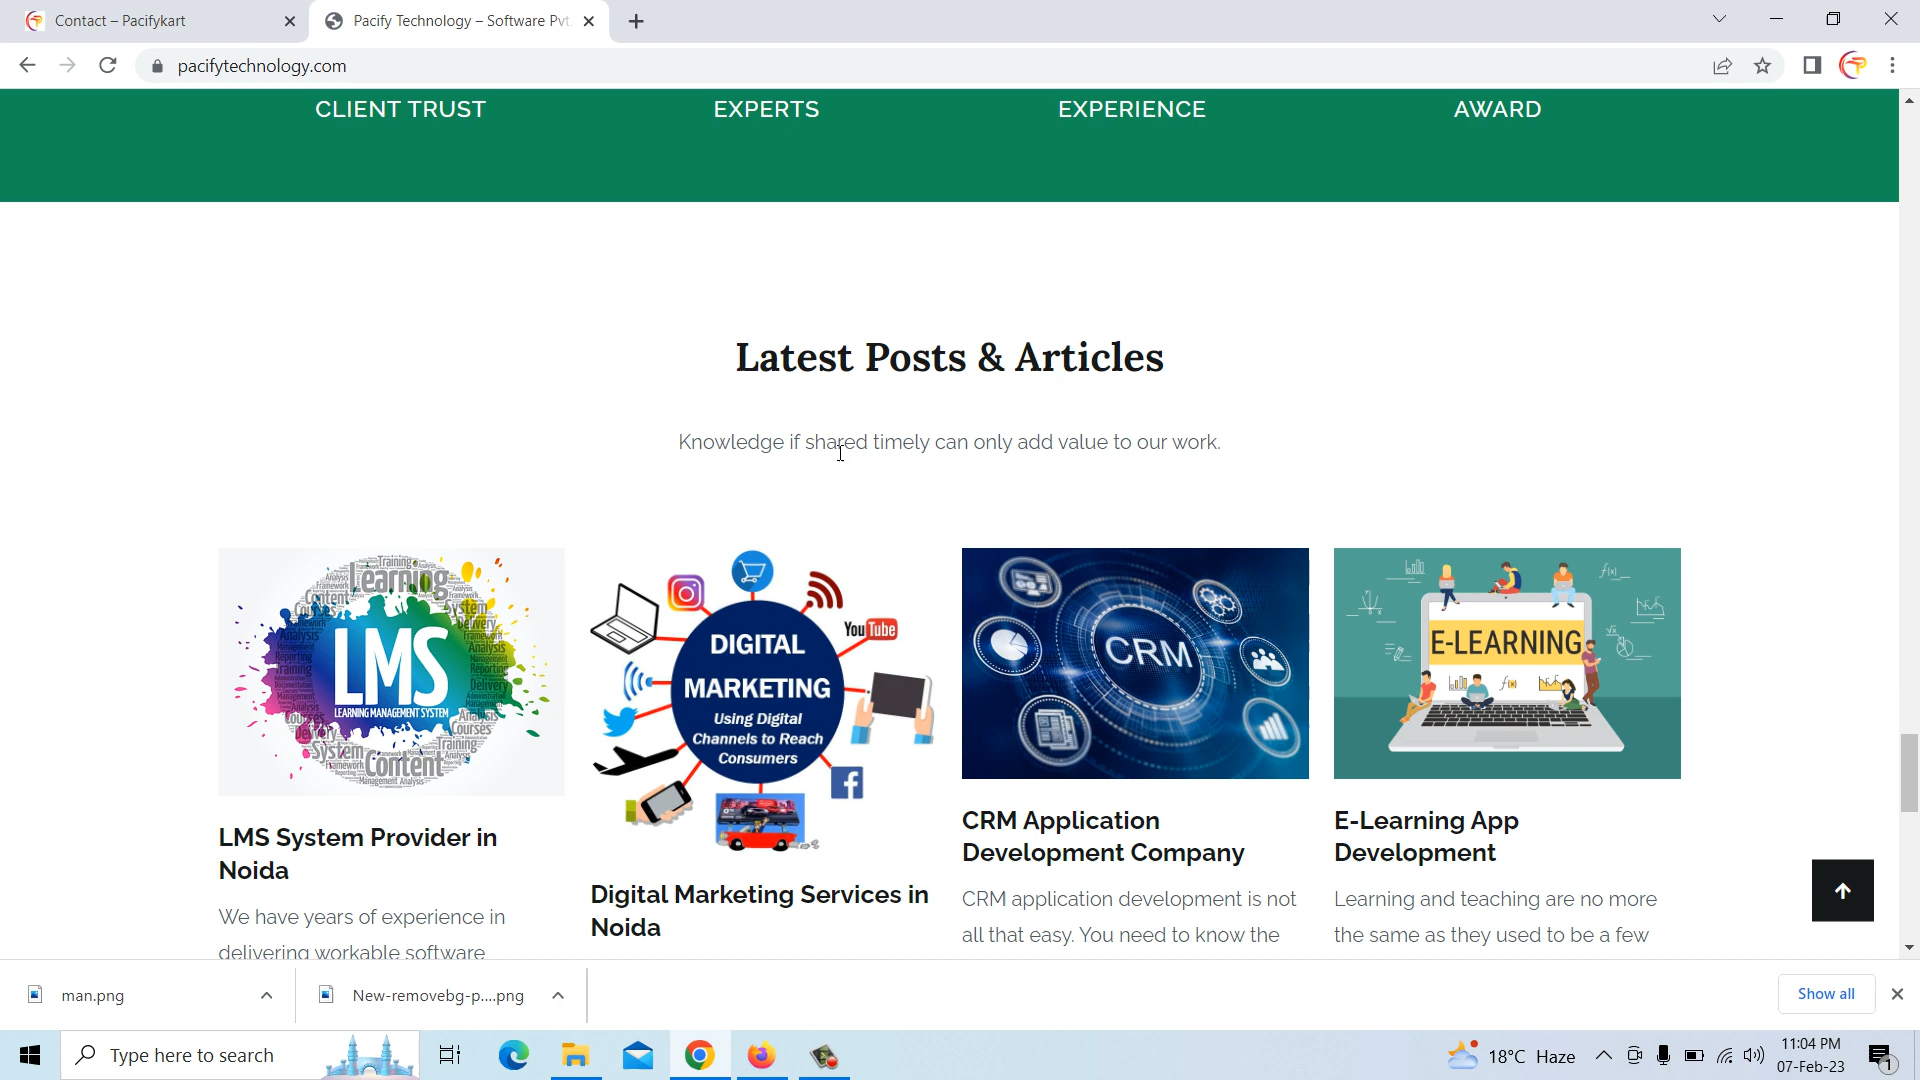 Contact – Pacifykart
Pacify Technology – Software Pvt
pacifytechnology.com
CLIENT TRUST
EXPERTS
EXPERIENCE
AWARD
Latest Posts & Articles
Knowledge if shared timely can only add value to our work.
LMS
LEARNING MANAGEMENT SYSTEM
Learning
System
Content
DIGITAL
MARKETING
Using Digital
Channels to Reach
Consumers
YouTube
CRM
E-LEARNING
LMS System Provider in
Noida
We have years of experience in
delivering workable software
Digital Marketing Services in
Noida
CRM Application
Development Company
CRM application development is not
all that easy. You need to know the
E-Learning App
Development
Learning and teaching are no more
the same as they used to be a few
man.png
New-removebg-p....png
Show all
Type here to search
18°C Haze
11:04 PM
07-Feb-23
1